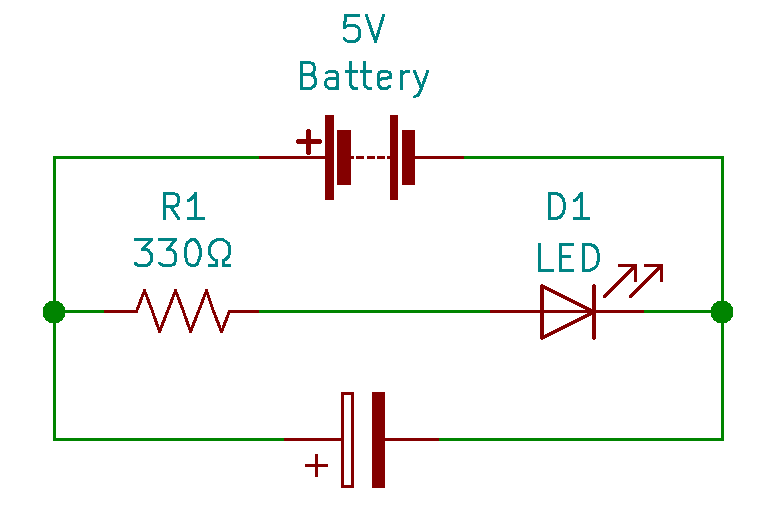 5V
Battery
+
R1
330Ω
D1
LED
+